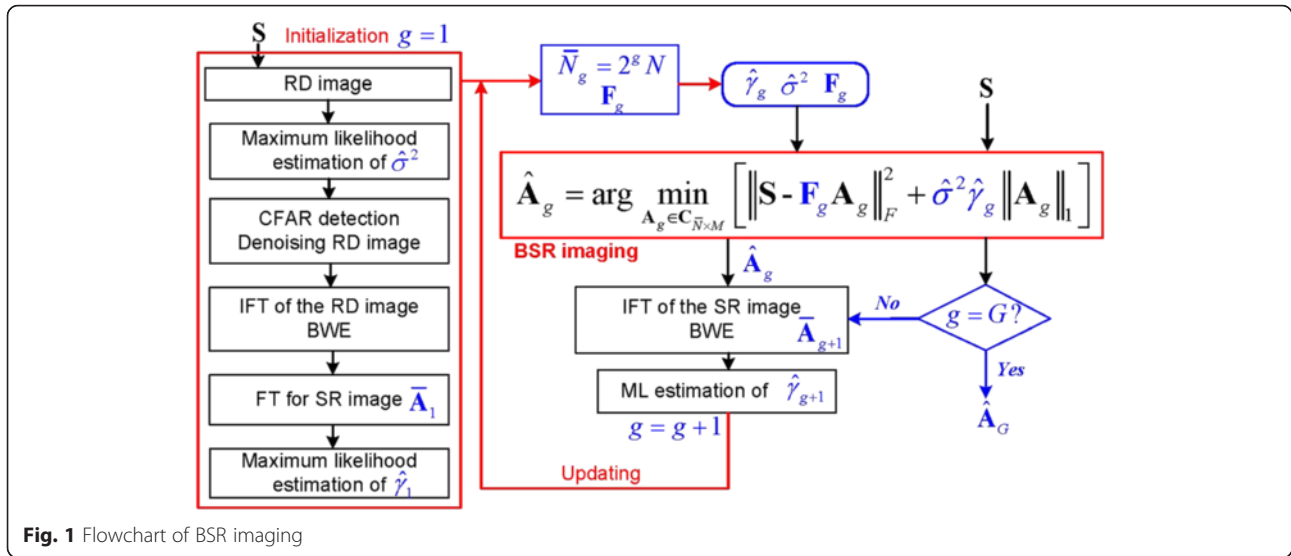 S
Initialization g = 1
RD image
Maximum likelihood
estimation of σ̂²
CFAR detection
Denoising RD image
IFT of the RD image
BWE
FT for SR image Ā₁
Maximum likelihood
estimation of γ̂₁
N̄_g = 2^g N
F_g
γ̂_g σ̂² F_g
S
Â_g = arg min_{A_g∈C_{N̄×M}} [‖S - F_g A_g‖²_F + σ̂² γ̂_g ‖A_g‖₁]
BSR imaging
Â_g
IFT of the SR image
BWE
Ā_{g+1}
No
g = G?
Yes
Â_G
ML estimation of γ̂_{g+1}
g = g + 1
Updating
Fig. 1 Flowchart of BSR imaging